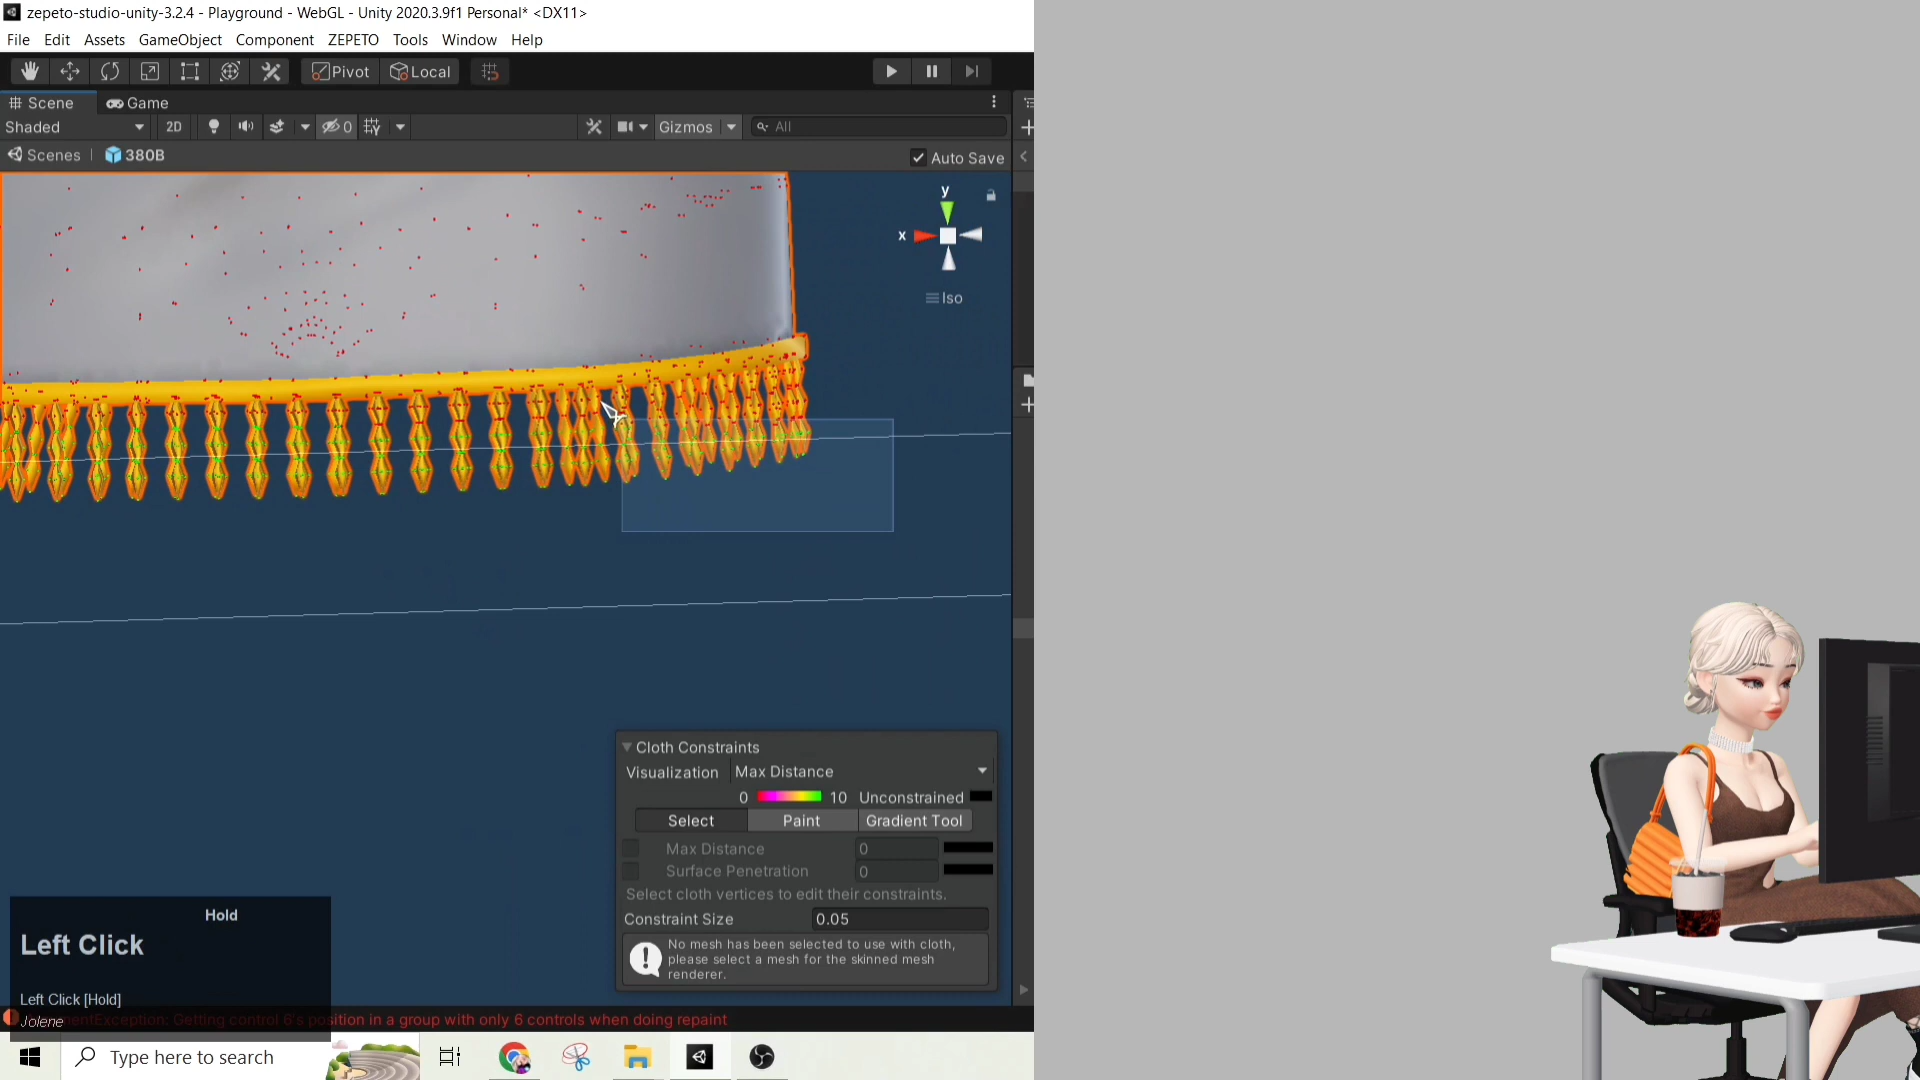 zepeto-studio-unity-3.2.4 - Playground - WebGL - Unity 2020.3.9f1 Personal* <DX11>
File Edit Assets GameObject Component ZEPETO Tools Window Help
Pivot Local
Scene Game
Shaded 2D 0 Gizmos All
Scenes 380B Auto Save
y
x
Iso
Cloth Constraints
Visualization Max Distance
0 10 Unconstrained
Select Paint Gradient Tool
Max Distance 0
Surface Penetration 0
Select cloth vertices to edit their constraints.
Constraint Size 0.05
No mesh has been selected to use with cloth,
please select a mesh for the skinned mesh
renderer.
Hold
Left Click
Left Click [Hold]
Jolene
Getting control 6's position in a group with only 6 controls when doing repaint
Type here to search